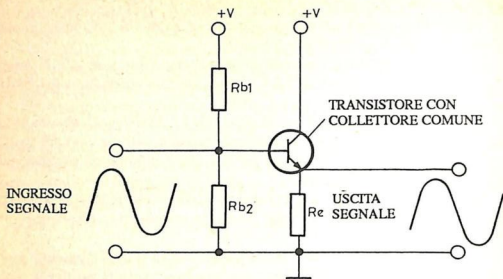 +V
+V
Rb1
TRANSISTORE CON
COLLETTORE COMUNE
INGRESSO
SEGNALE
Rb2
Re
USCITA
SEGNALE